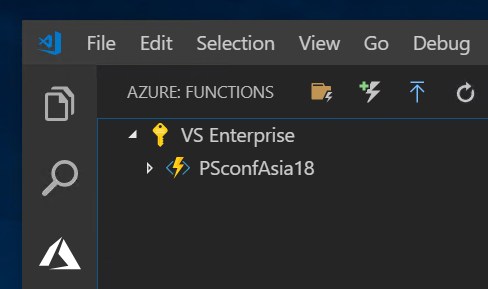 File Edit Selection View Go Debug
AZURE: FUNCTIONS
VS Enterprise
PSconfAsia18